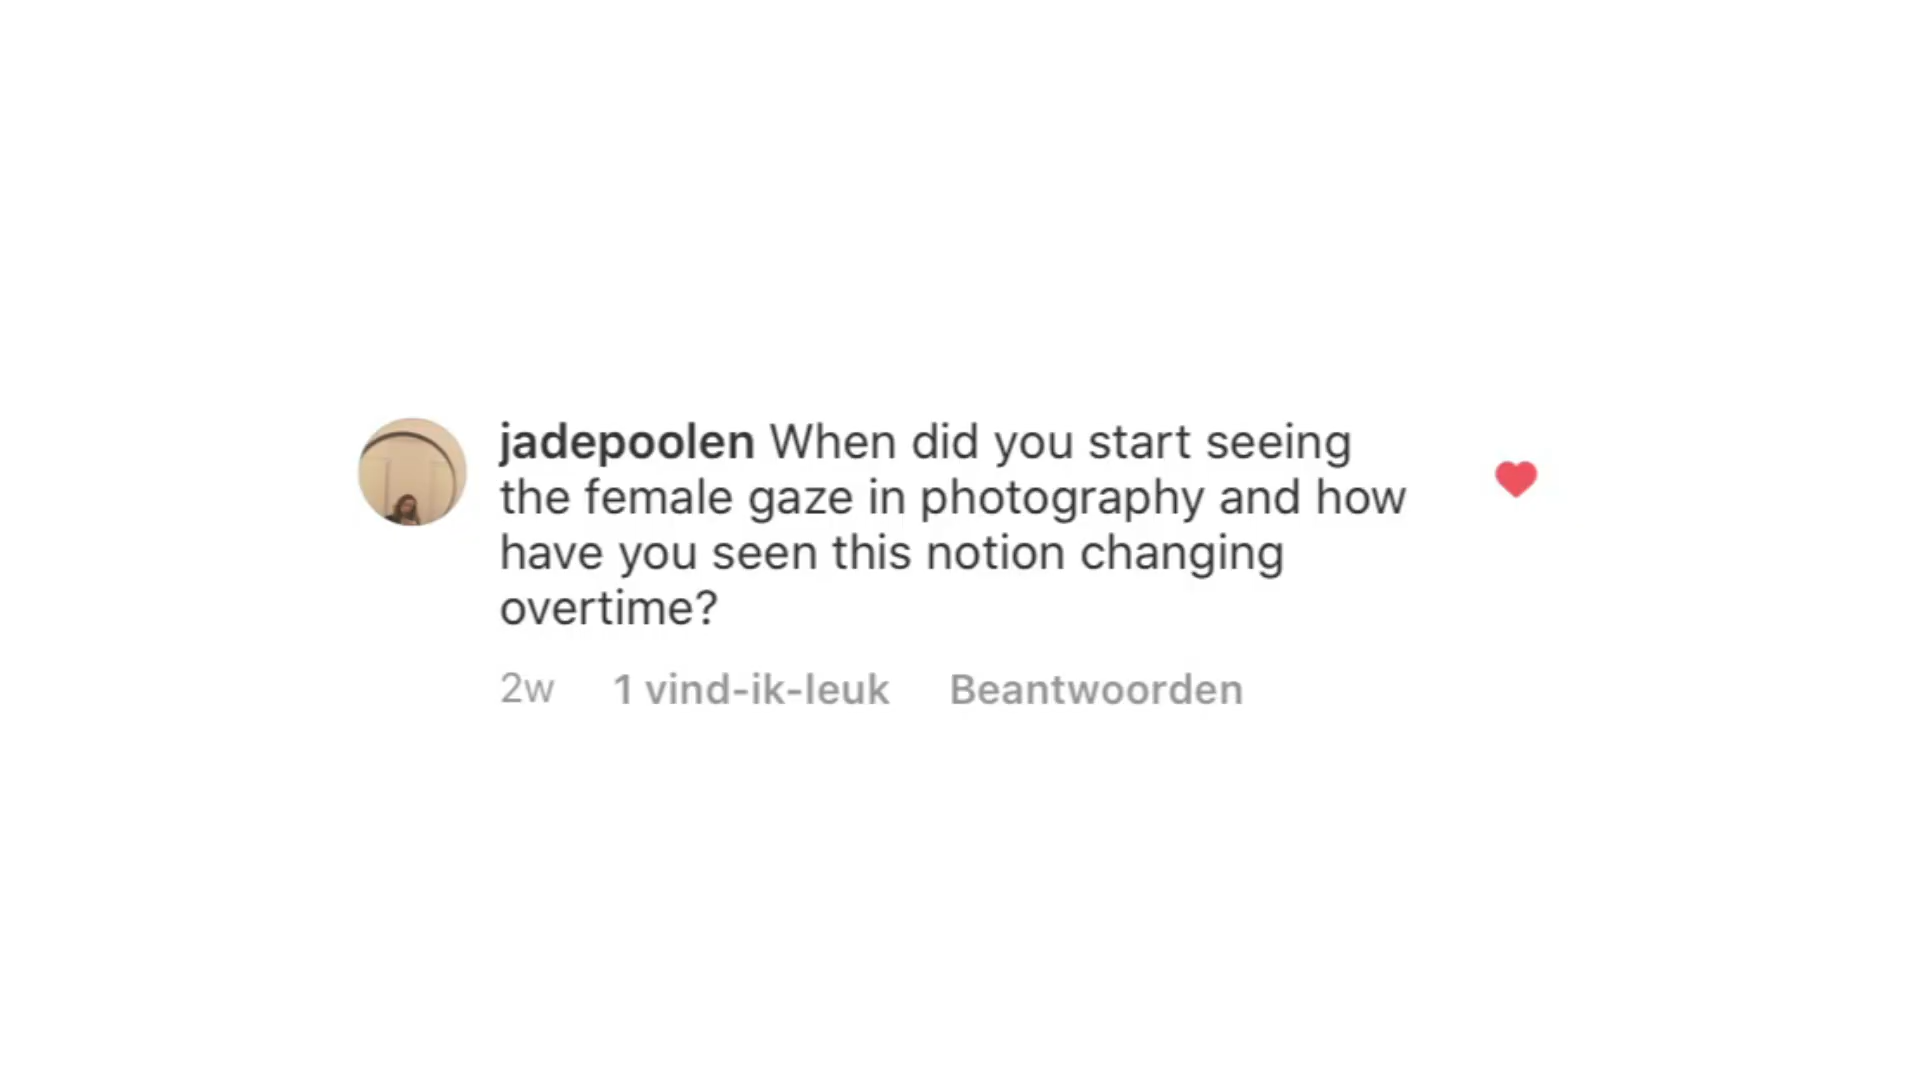 jadepoolen When did you start seeing
the female gaze in photography and how
have you seen this notion changing
overtime?
2w 1 vind-ik-leuk Beantwoorden